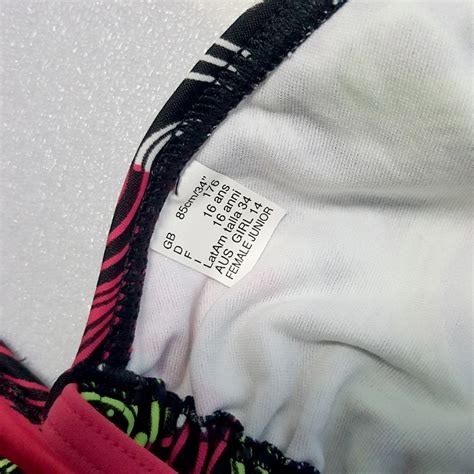 GB 85cm/34"
D 176
F 16 ans
I 16 anni
LatAm talla 34
AUS GIRL 14
FEMALE JUNIOR